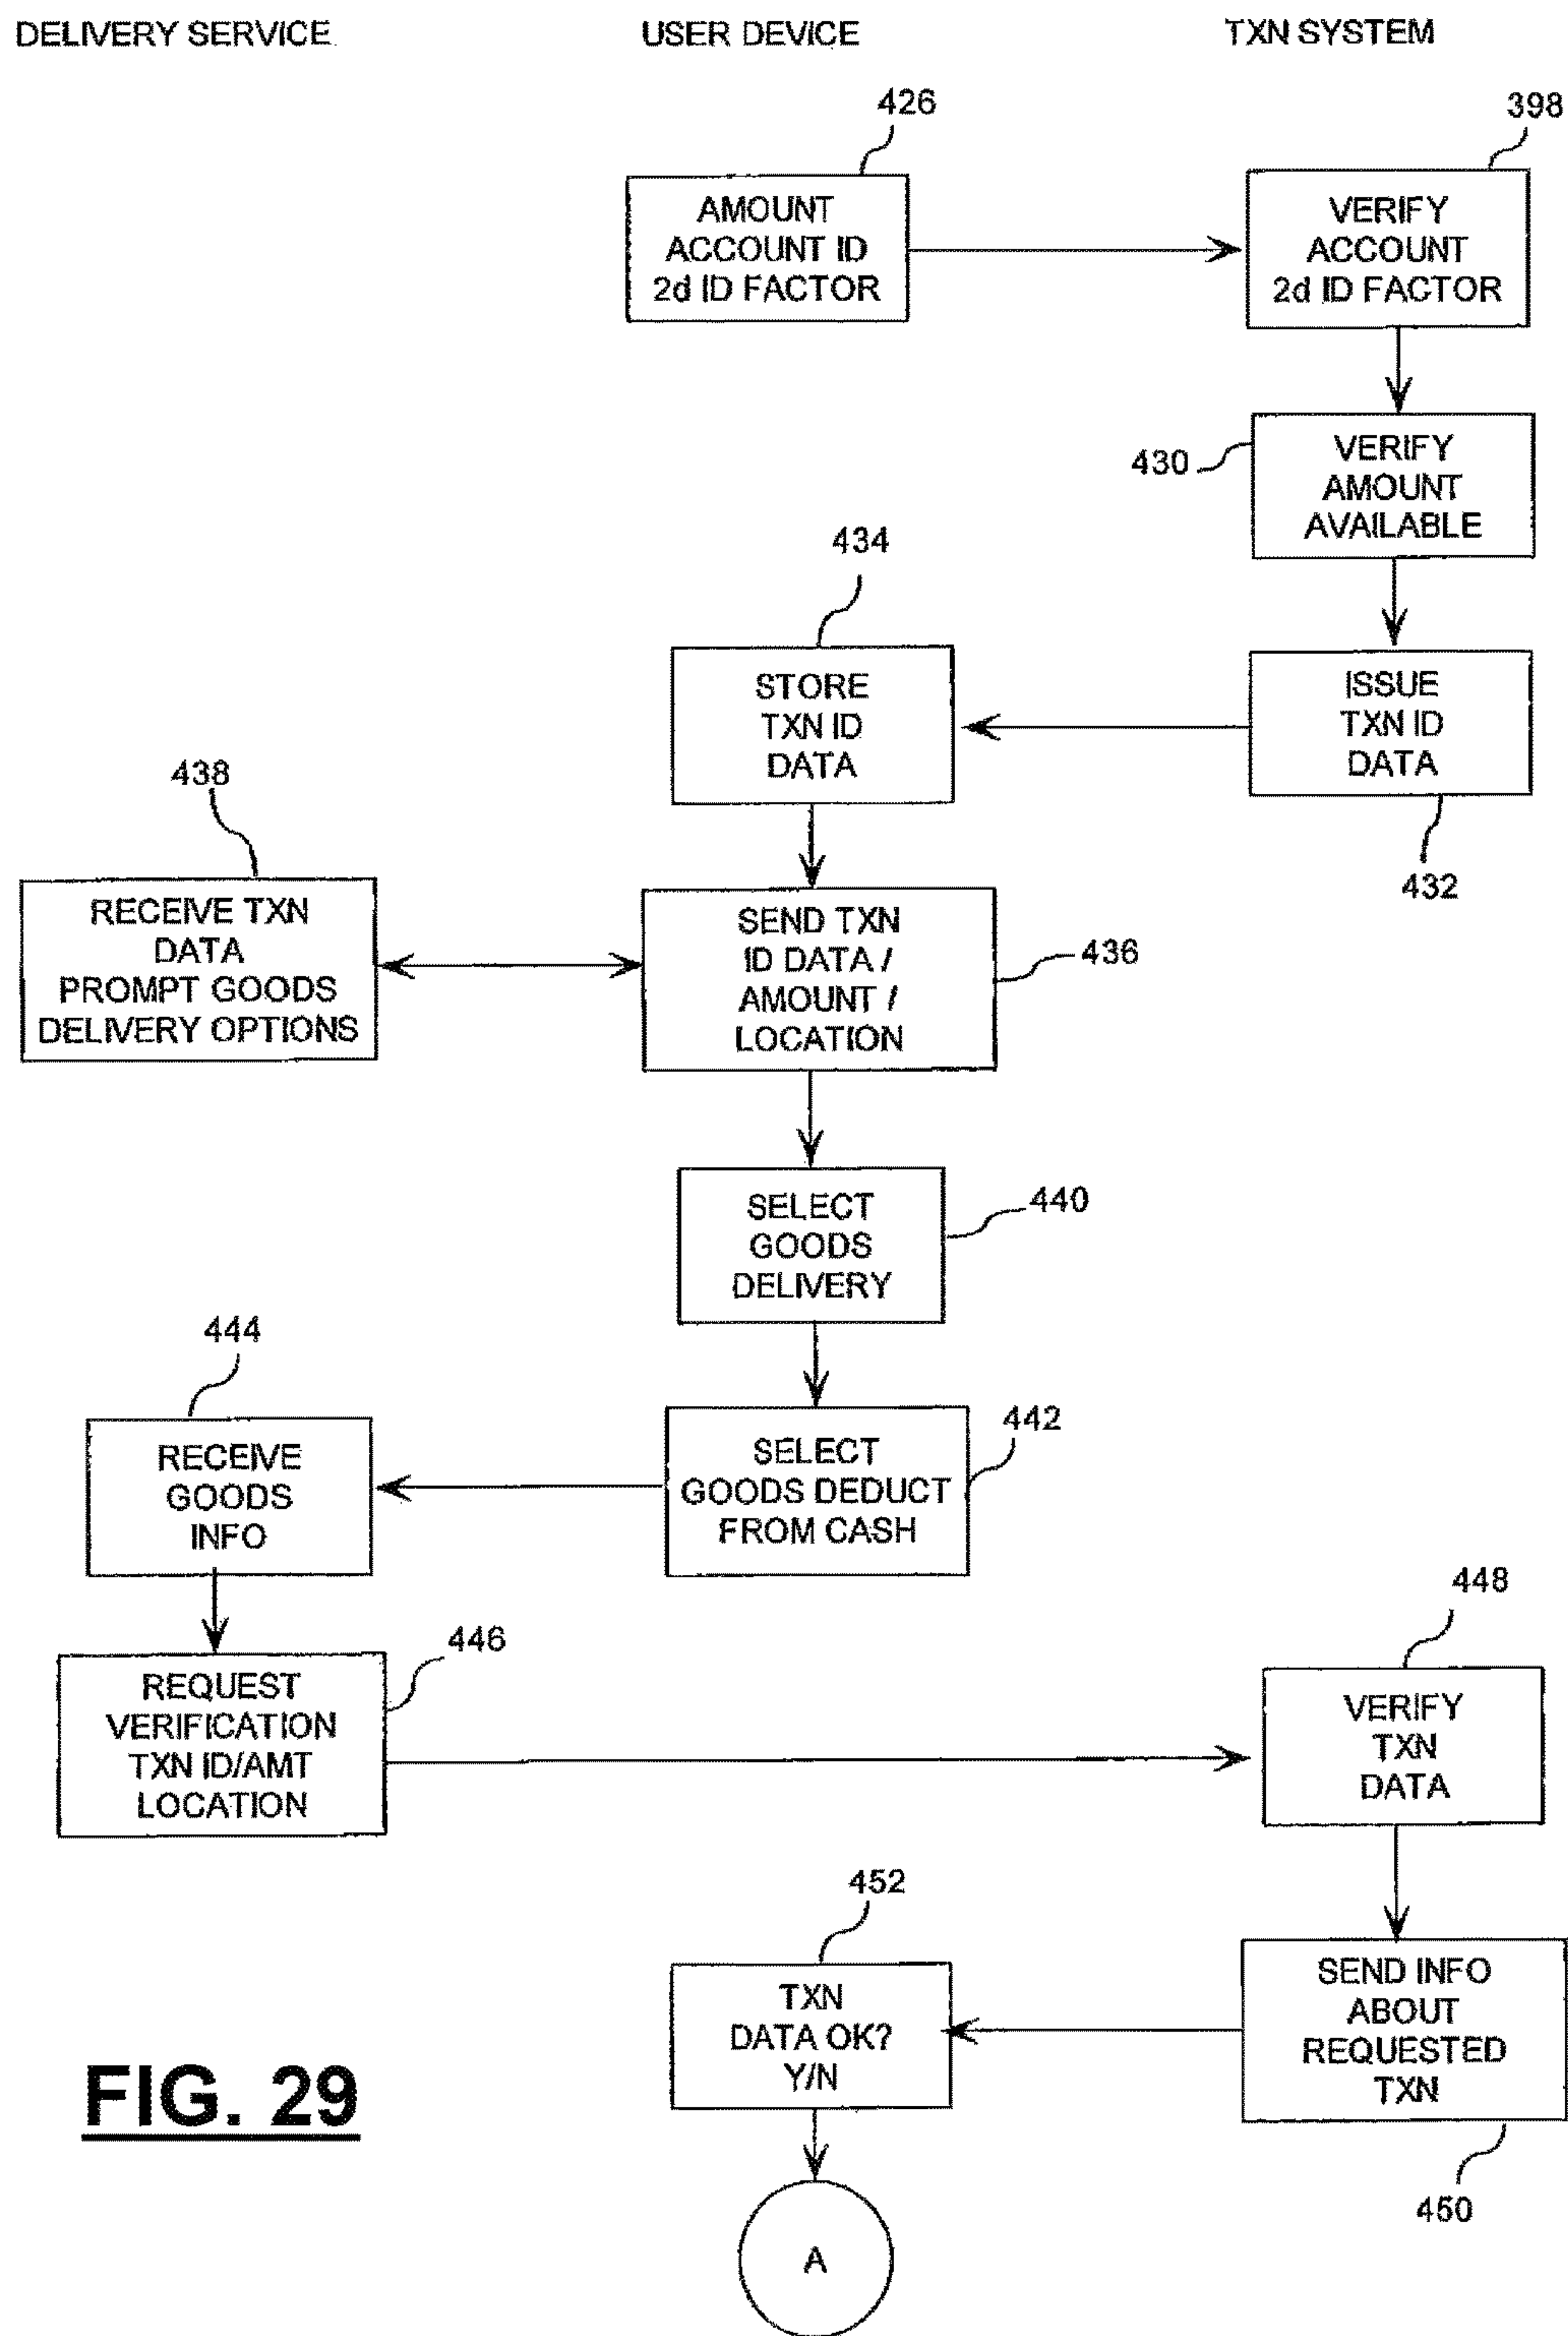 DELIVERY SERVICE
USER DEVICE
TXN SYSTEM
426
398
AMOUNT
ACCOUNT ID
2d ID FACTOR
VERIFY
ACCOUNT
2d ID FACTOR
430
VERIFY
AMOUNT
AVAILABLE
434
STORE
TXN ID
DATA
ISSUE
TXN ID
DATA
432
438
RECEIVE TXN
DATA
PROMPT GOODS
DELIVERY OPTIONS
SEND TXN
ID DATA /
AMOUNT /
LOCATION
436
SELECT
GOODS
DELIVERY
440
444
RECEIVE
GOODS
INFO
SELECT
GOODS DEDUCT
FROM CASH
442
REQUEST
VERIFICATION
TXN ID/AMT
LOCATION
446
448
VERIFY
TXN
DATA
452
TXN
DATA OK?
Y/N
SEND INFO
ABOUT
REQUESTED
TXN
450
FIG. 29
A